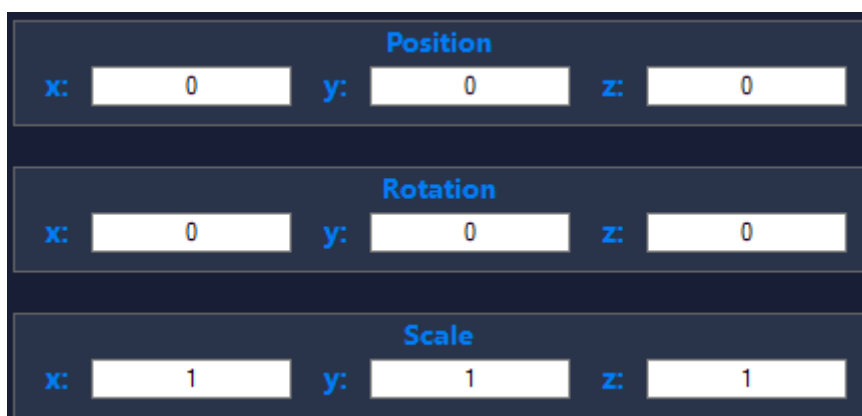 Position
x: 0 y: 0 z: 0
Rotation
x: 0 y: 0 z: 0
Scale
x: 1 y: 1 z: 1